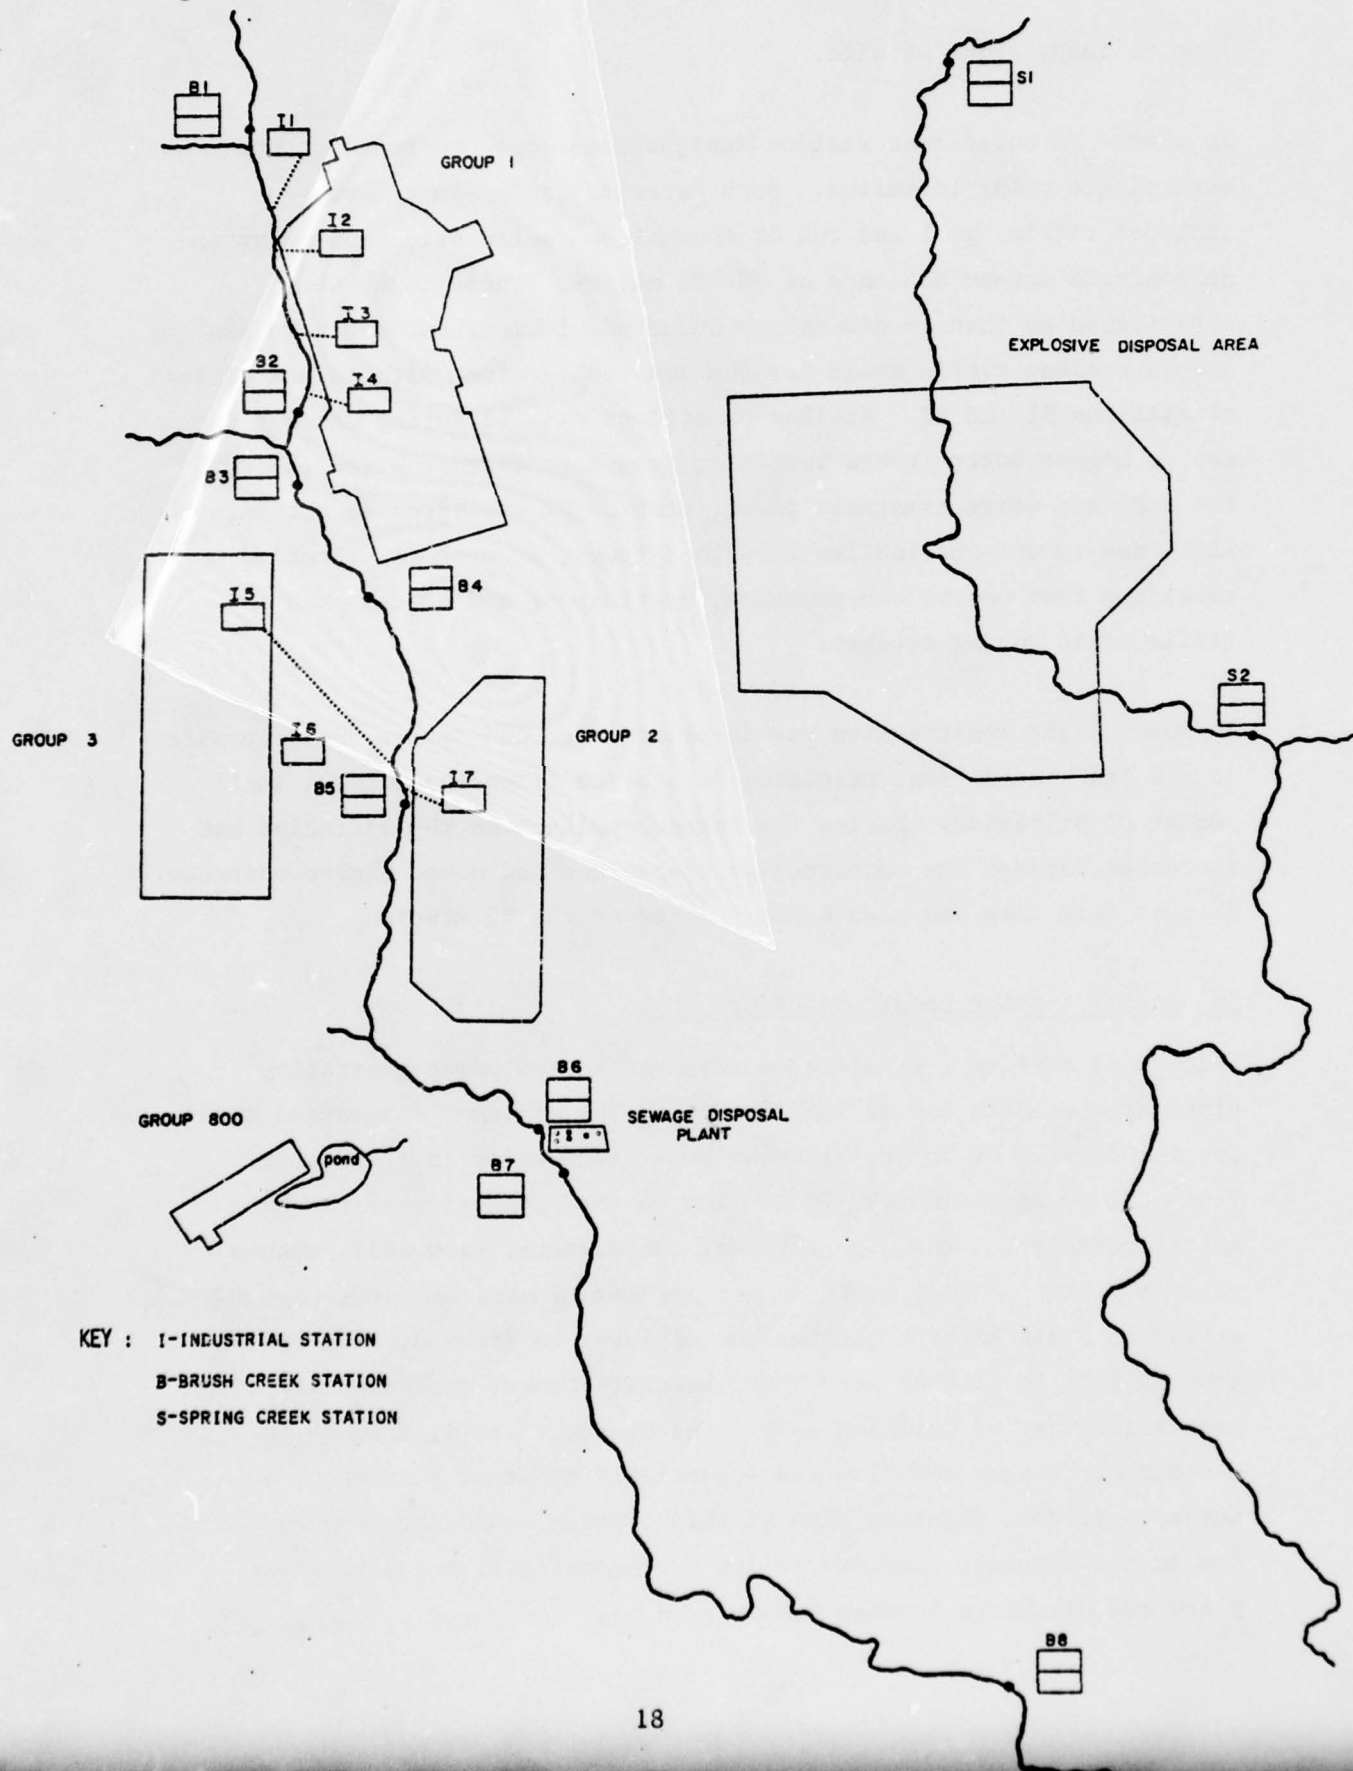 B1
S1
I1
GROUP 1
I2
I3
EXPLOSIVE DISPOSAL AREA
B2
I4
B3
B4
I5
S2
GROUP 3
I6
GROUP 2
B5
I7
B6
GROUP 800
SEWAGE DISPOSAL
PLANT
pond
B7
KEY : I-INDUSTRIAL STATION
B-BRUSH CREEK STATION
S-SPRING CREEK STATION
B8
18